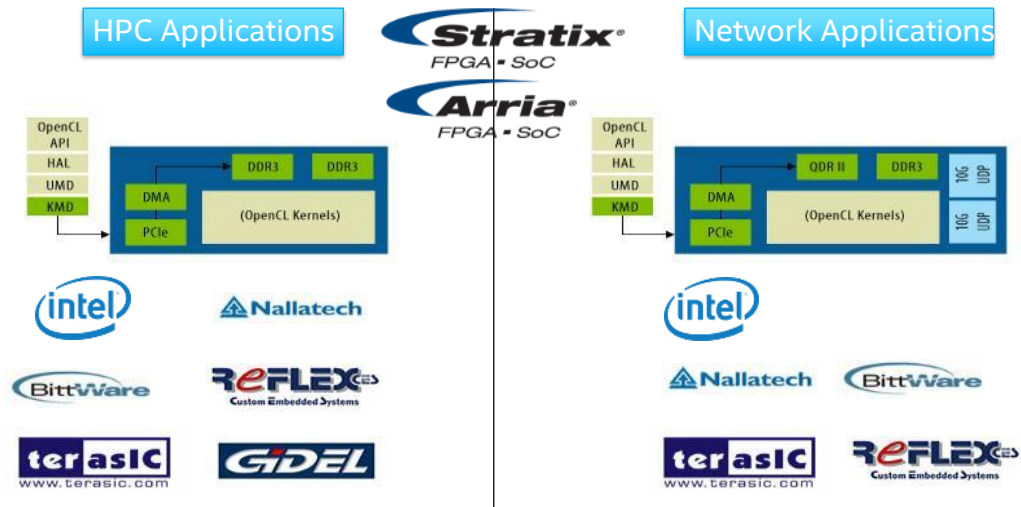 HPC Applications
Stratix®
FPGA ▪ SoC
Network Applications
Arria®
FPGA ▪ SoC
OpenCL
API
HAL
UMD
KMD
DDR3
DDR3
DMA
PCIe
(OpenCL Kernels)
OpenCL
API
HAL
UMD
KMD
QDR II
DDR3
DMA
PCIe
(OpenCL Kernels)
10G
UDP
10G
UDP
intel
Nallatech
BittWare
REFLEX CES
Custom Embedded Systems
terasIC
www.terasic.com
GiDEL
intel
Nallatech
BittWare
terasIC
www.terasic.com
REFLEX CES
Custom Embedded Systems